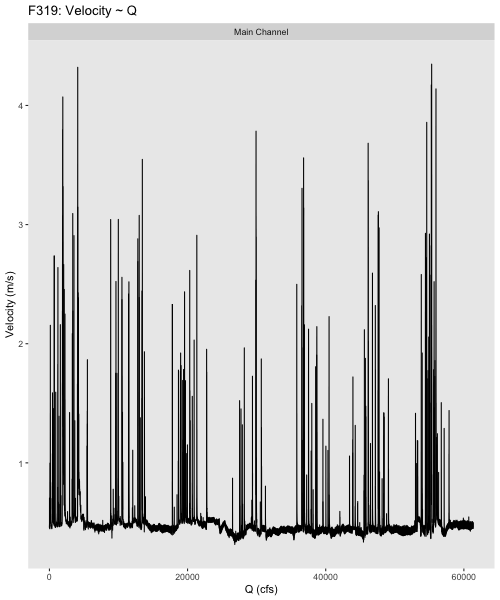 F319: Velocity ~ Q
Main Channel
Velocity (m/s)
4
3
2
1
0 20000 40000 60000
Q (cfs)